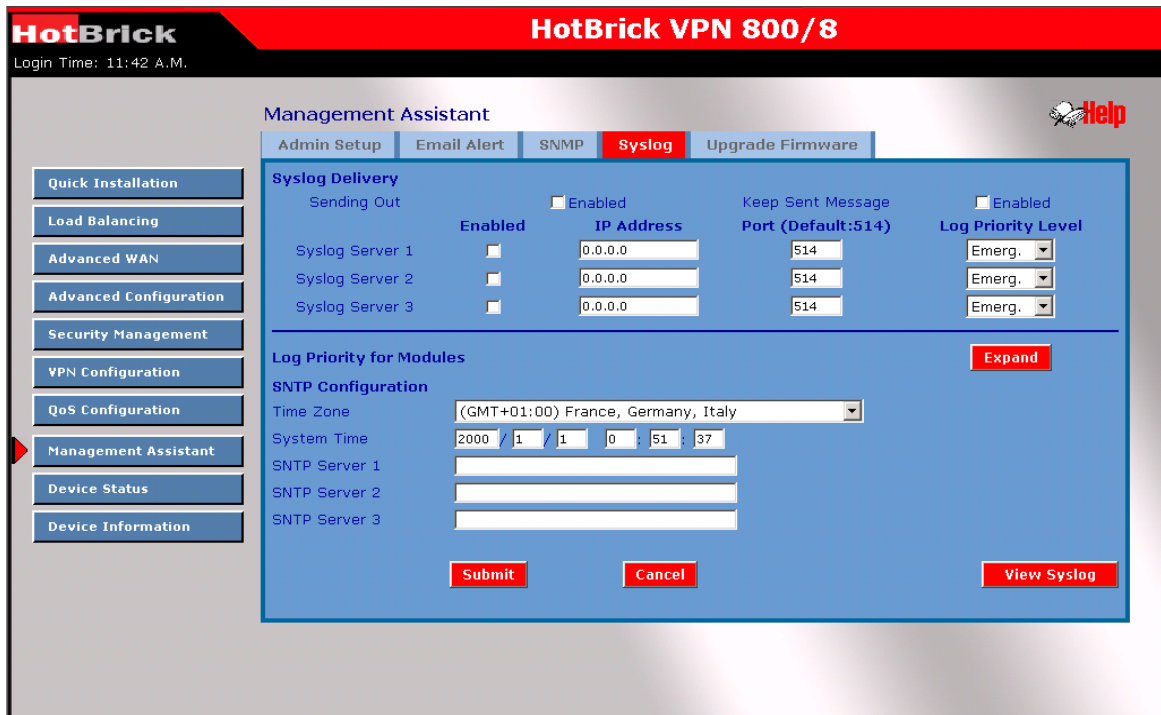 HotBrick
HotBrick VPN 800/8
Login Time: 11:42 A.M.
Management Assistant
Help
Admin Setup Email Alert SNMP Syslog Upgrade Firmware
Quick Installation
Load Balancing
Advanced WAN
Advanced Configuration
Security Management
VPN Configuration
QoS Configuration
Management Assistant
Device Status
Device Information
Syslog Delivery
Sending Out Enabled Keep Sent Message Enabled
Enabled IP Address Port (Default:514) Log Priority Level
Syslog Server 1 0.0.0.0 514 Emerg.
Syslog Server 2 0.0.0.0 514 Emerg.
Syslog Server 3 0.0.0.0 514 Emerg.
Log Priority for Modules Expand
SNTP Configuration
Time Zone (GMT+01:00) France, Germany, Italy
System Time 2000 / 1 / 1 0 : 51 : 37
SNTP Server 1
SNTP Server 2
SNTP Server 3
Submit Cancel View Syslog